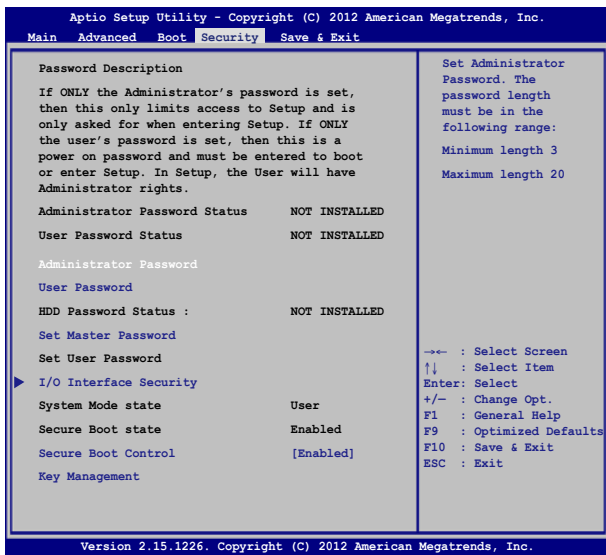 Aptio Setup Utility - Copyright (C) 2012 American Megatrends, Inc.
Main Advanced Boot Security Save & Exit
Password Description
If ONLY the Administrator's password is set,
then this only limits access to Setup and is
only asked for when entering Setup. If ONLY
the user's password is set, then this is a
power on password and must be entered to boot
or enter Setup. In Setup, the User will have
Administrator rights.
Administrator Password Status NOT INSTALLED
User Password Status NOT INSTALLED
Administrator Password
User Password
HDD Password Status : NOT INSTALLED
Set Master Password
Set User Password
I/O Interface Security
System Mode state User
Secure Boot state Enabled
Secure Boot Control [Enabled]
Key Management
Set Administrator
Password. The
password length
must be in the
following range:
Minimum length 3
Maximum length 20
→← : Select Screen
↑↓ : Select Item
Enter: Select
+/— : Change Opt.
F1 : General Help
F9 : Optimized Defaults
F10 : Save & Exit
ESC : Exit
Version 2.15.1226. Copyright (C) 2012 American Megatrends, Inc.